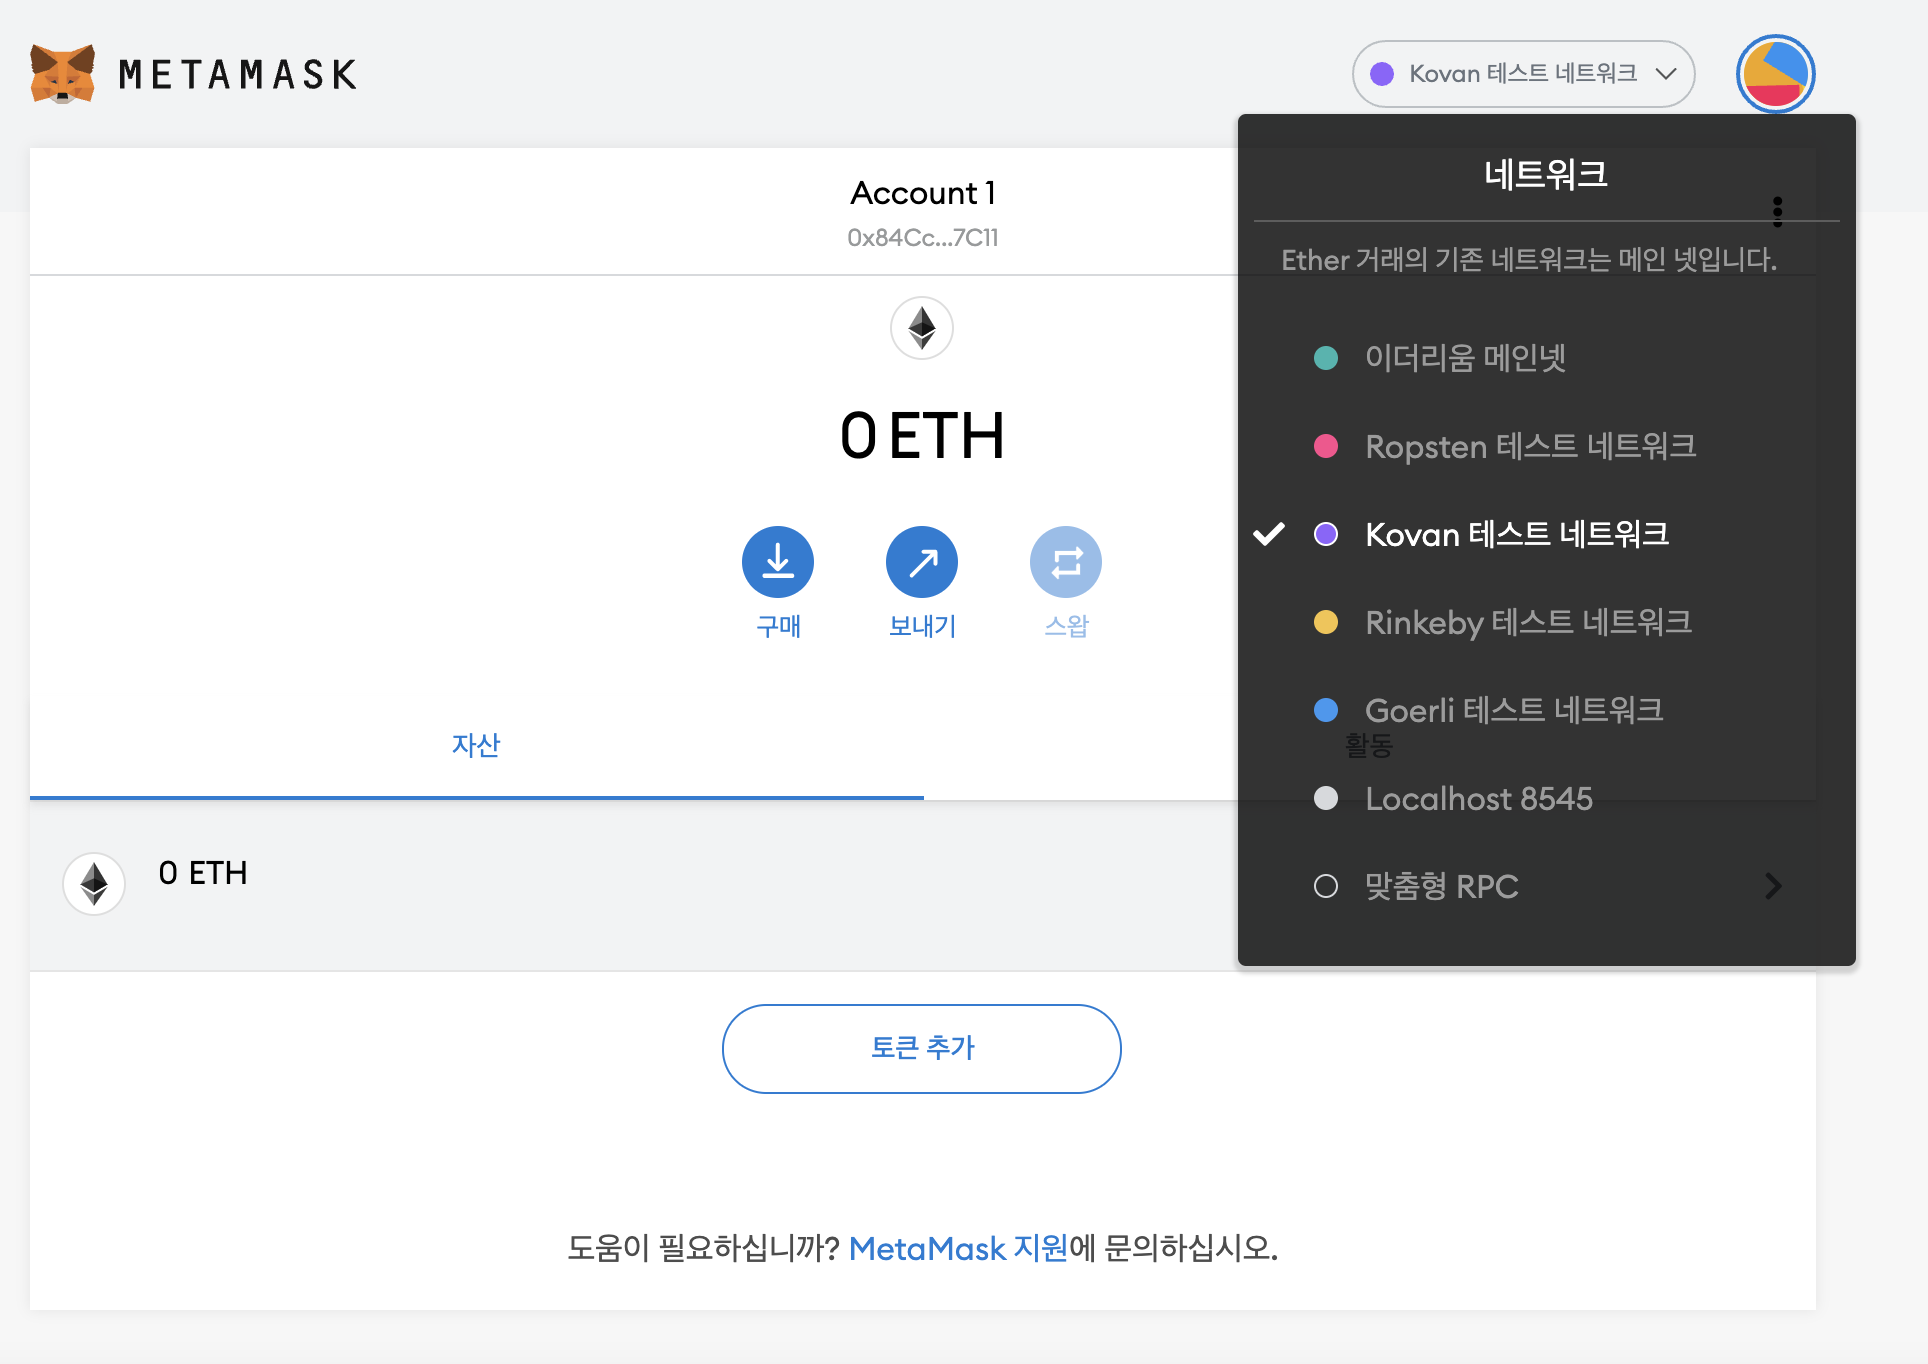 METAMASK
Kovan 테스트 네트워크
Account 1
0x84Cc...7C11
0 ETH
구매
보내기
스왑
자산
활동
0 ETH
토큰 추가
도움이 필요하십니까? MetaMask 지원에 문의하십시오.
네트워크
Ether 거래의 기존 네트워크는 메인 넷입니다.
이더리움 메인넷
Ropsten 테스트 네트워크
Kovan 테스트 네트워크
Rinkeby 테스트 네트워크
Goerli 테스트 네트워크
Localhost 8545
맞춤형 RPC